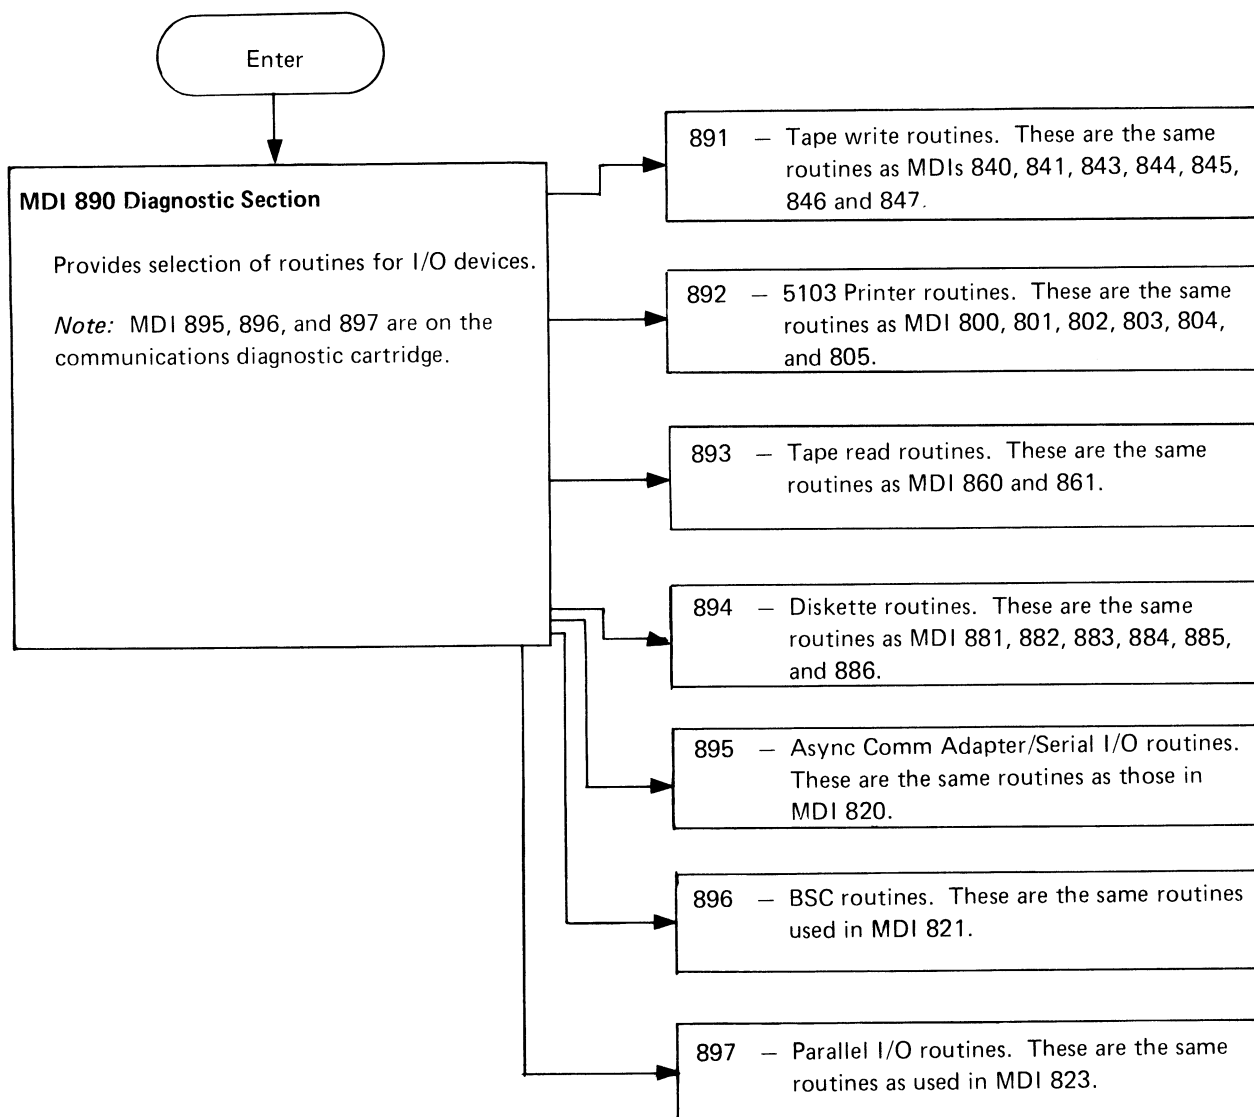 Enter
MDI 890 Diagnostic Section
Provides selection of routines for I/O devices.
Note: MDI 895, 896, and 897 are on the
communications diagnostic cartridge.
891 — Tape write routines. These are the same
routines as MDIs 840, 841, 843, 844, 845,
846 and 847.
892 — 5103 Printer routines. These are the same
routines as MDI 800, 801, 802, 803, 804,
and 805.
893 — Tape read routines. These are the same
routines as MDI 860 and 861.
894 — Diskette routines. These are the same
routines as MDI 881, 882, 883, 884, 885,
and 886.
895 — Async Comm Adapter/Serial I/O routines.
These are the same routines as those in
MDI 820.
896 — BSC routines. These are the same routines
used in MDI 821.
897 — Parallel I/O routines. These are the same
routines as used in MDI 823.